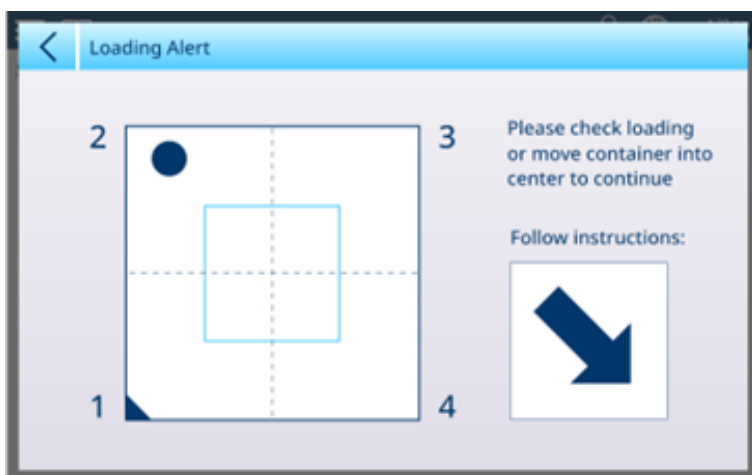 Loading Alert
2
3
Please check loading
or move container into
center to continue
Follow instructions:
1
4